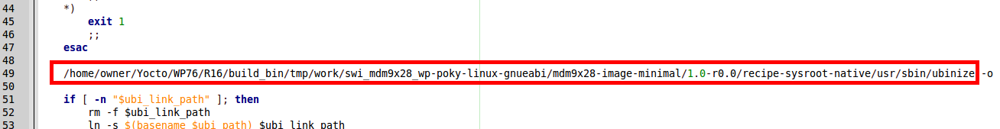 44 *)
45 exit 1
46 ;;
47 esac
48
49 /home/owner/Yocto/WP76/R16/build_bin/tmp/work/swi_mdm9x28_wp-poky-linux-gnueabi/mdm9x28-image-minimal/1.0-r0.0/recipe-sysroot-native/usr/sbin/ubinize -o
50
51 if [ -n "$ubi_link_path" ]; then
52 rm -f $ubi_link_path
53 ln -s $(basename $ubi_path) $ubi_link_path